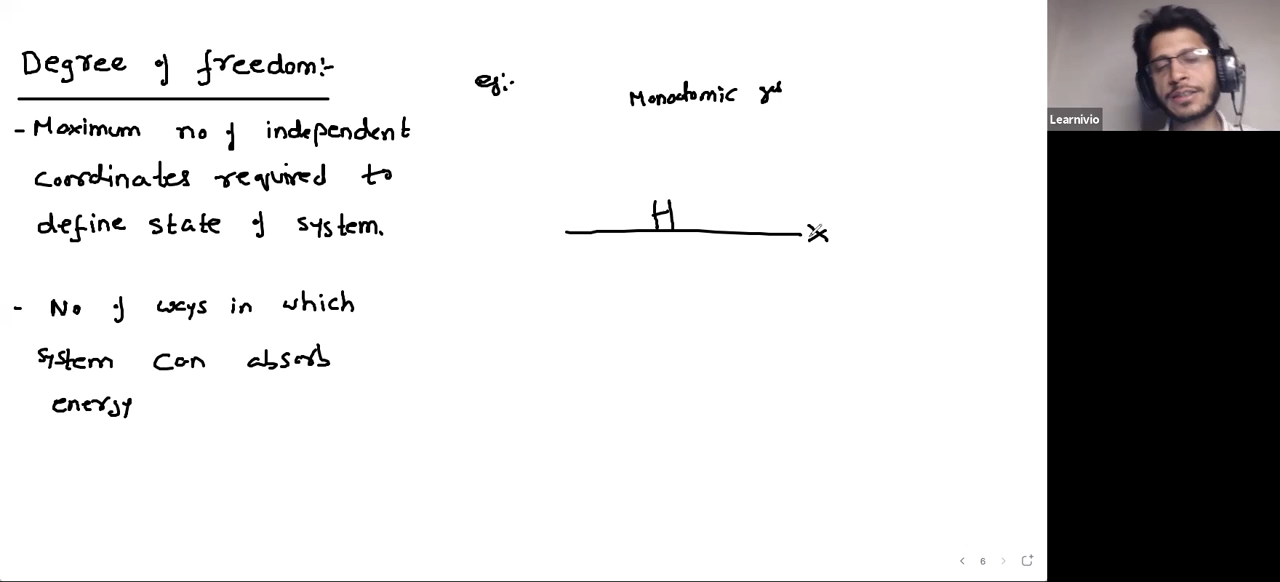 Degree of freedom:-
- Maximum no of independent
coordinates required to
define state of system.
- No of ways in which
system can absorb
energy
eg:-
Monoatomic gas
H
x
Learnivio
6